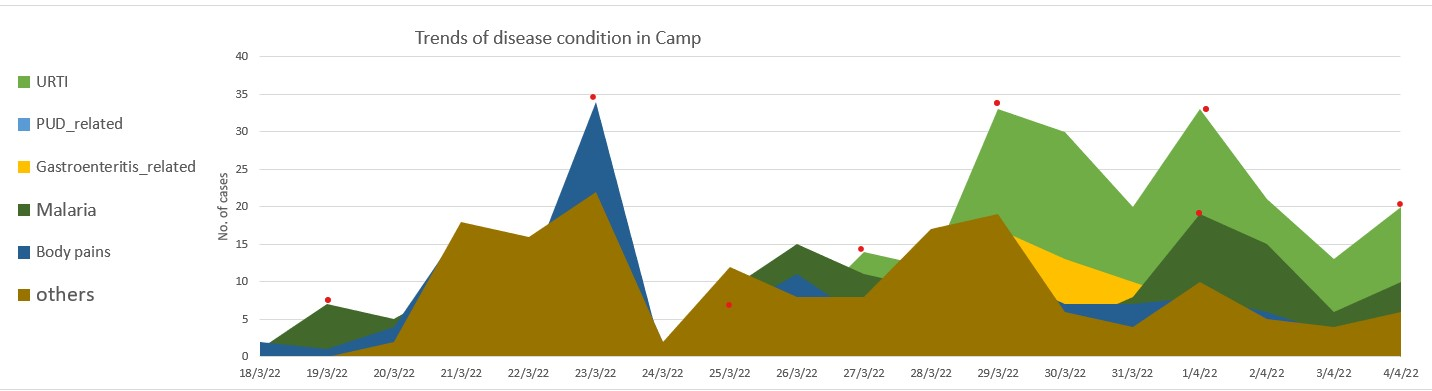 Trends of disease condition in Camp
URTI
PUD_related
Gastroenteritis_related
Malaria
Body pains
others
No. of cases
40
35
30
25
20
15
10
5
0
18/3/22 19/3/22 20/3/22 21/3/22 22/3/22 23/3/22 24/3/22 25/3/22 26/3/22 27/3/22 28/3/22 29/3/22 30/3/22 31/3/22 1/4/22 2/4/22 3/4/22 4/4/22